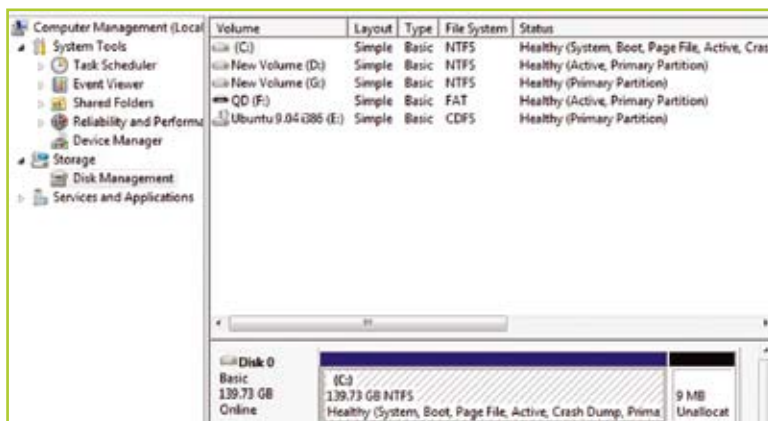 Computer Management (Local
System Tools
Task Scheduler
Event Viewer
Shared Folders
Reliability and Performa
Device Manager
Storage
Disk Management
Services and Applications
Volume Layout Type File System Status
(C:) Simple Basic NTFS Healthy (System, Boot, Page File, Active, Cras
New Volume (D:) Simple Basic NTFS Healthy (Active, Primary Partition)
New Volume (G:) Simple Basic NTFS Healthy (Primary Partition)
QD (F:) Simple Basic FAT Healthy (Active, Primary Partition)
Ubuntu 9.04 i386 (E:) Simple Basic CDFS Healthy (Primary Partition)
Disk 0
Basic
139.73 GB
Online
(C:)
139.73 GB NTFS
Healthy (System, Boot, Page File, Active, Crash Dump, Prima
9 MB
Unallocat